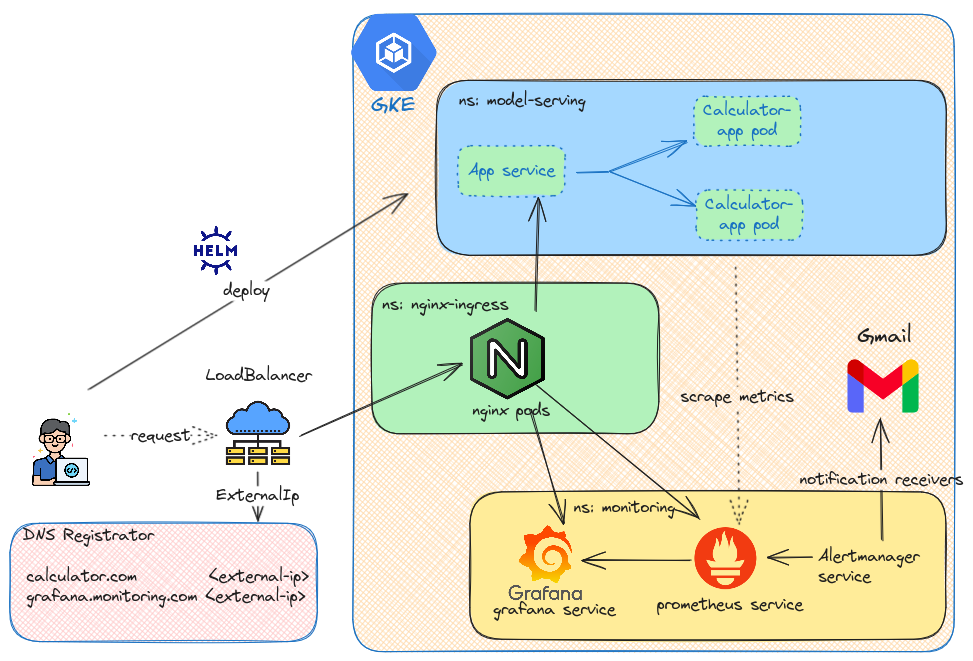 GKE
ns: model-serving
Calculator-
app pod
App service
Calculator-
app pod
HELM
deploy
ns: nginx-ingress
N
nginx pods
LoadBalancer
request
ExternalIp
DNS Registrator
calculator.com <external-ip>
grafana.monitoring.com <external-ip>
scrape metrics
Gmail
notification receivers
ns: monitoring
Grafana
grafana service
prometheus service
Alertmanager
service